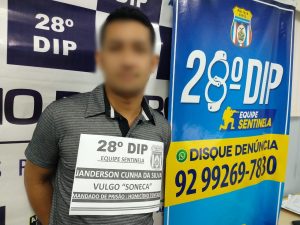 28º DIP
28º DIP
EQUIPE SENTINELA
JANDERSON CUNHA DA SILVA
VULGO "SONECA"
MANDADO DE PRISÃO: HOMICÍDIO
28º DIP
EQUIPE
SENTINELA
DISQUE DENÚNCIA
92 99269-7830